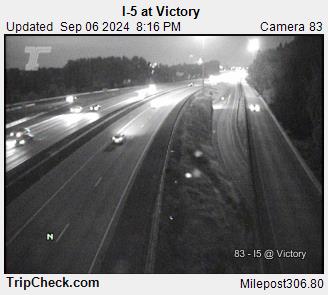 I-5 at Victory
Updated  Sep 06 2024  8:16 PM
Camera 83
N
83 - I5 @ Victory
TripCheck.com
Milepost306.80